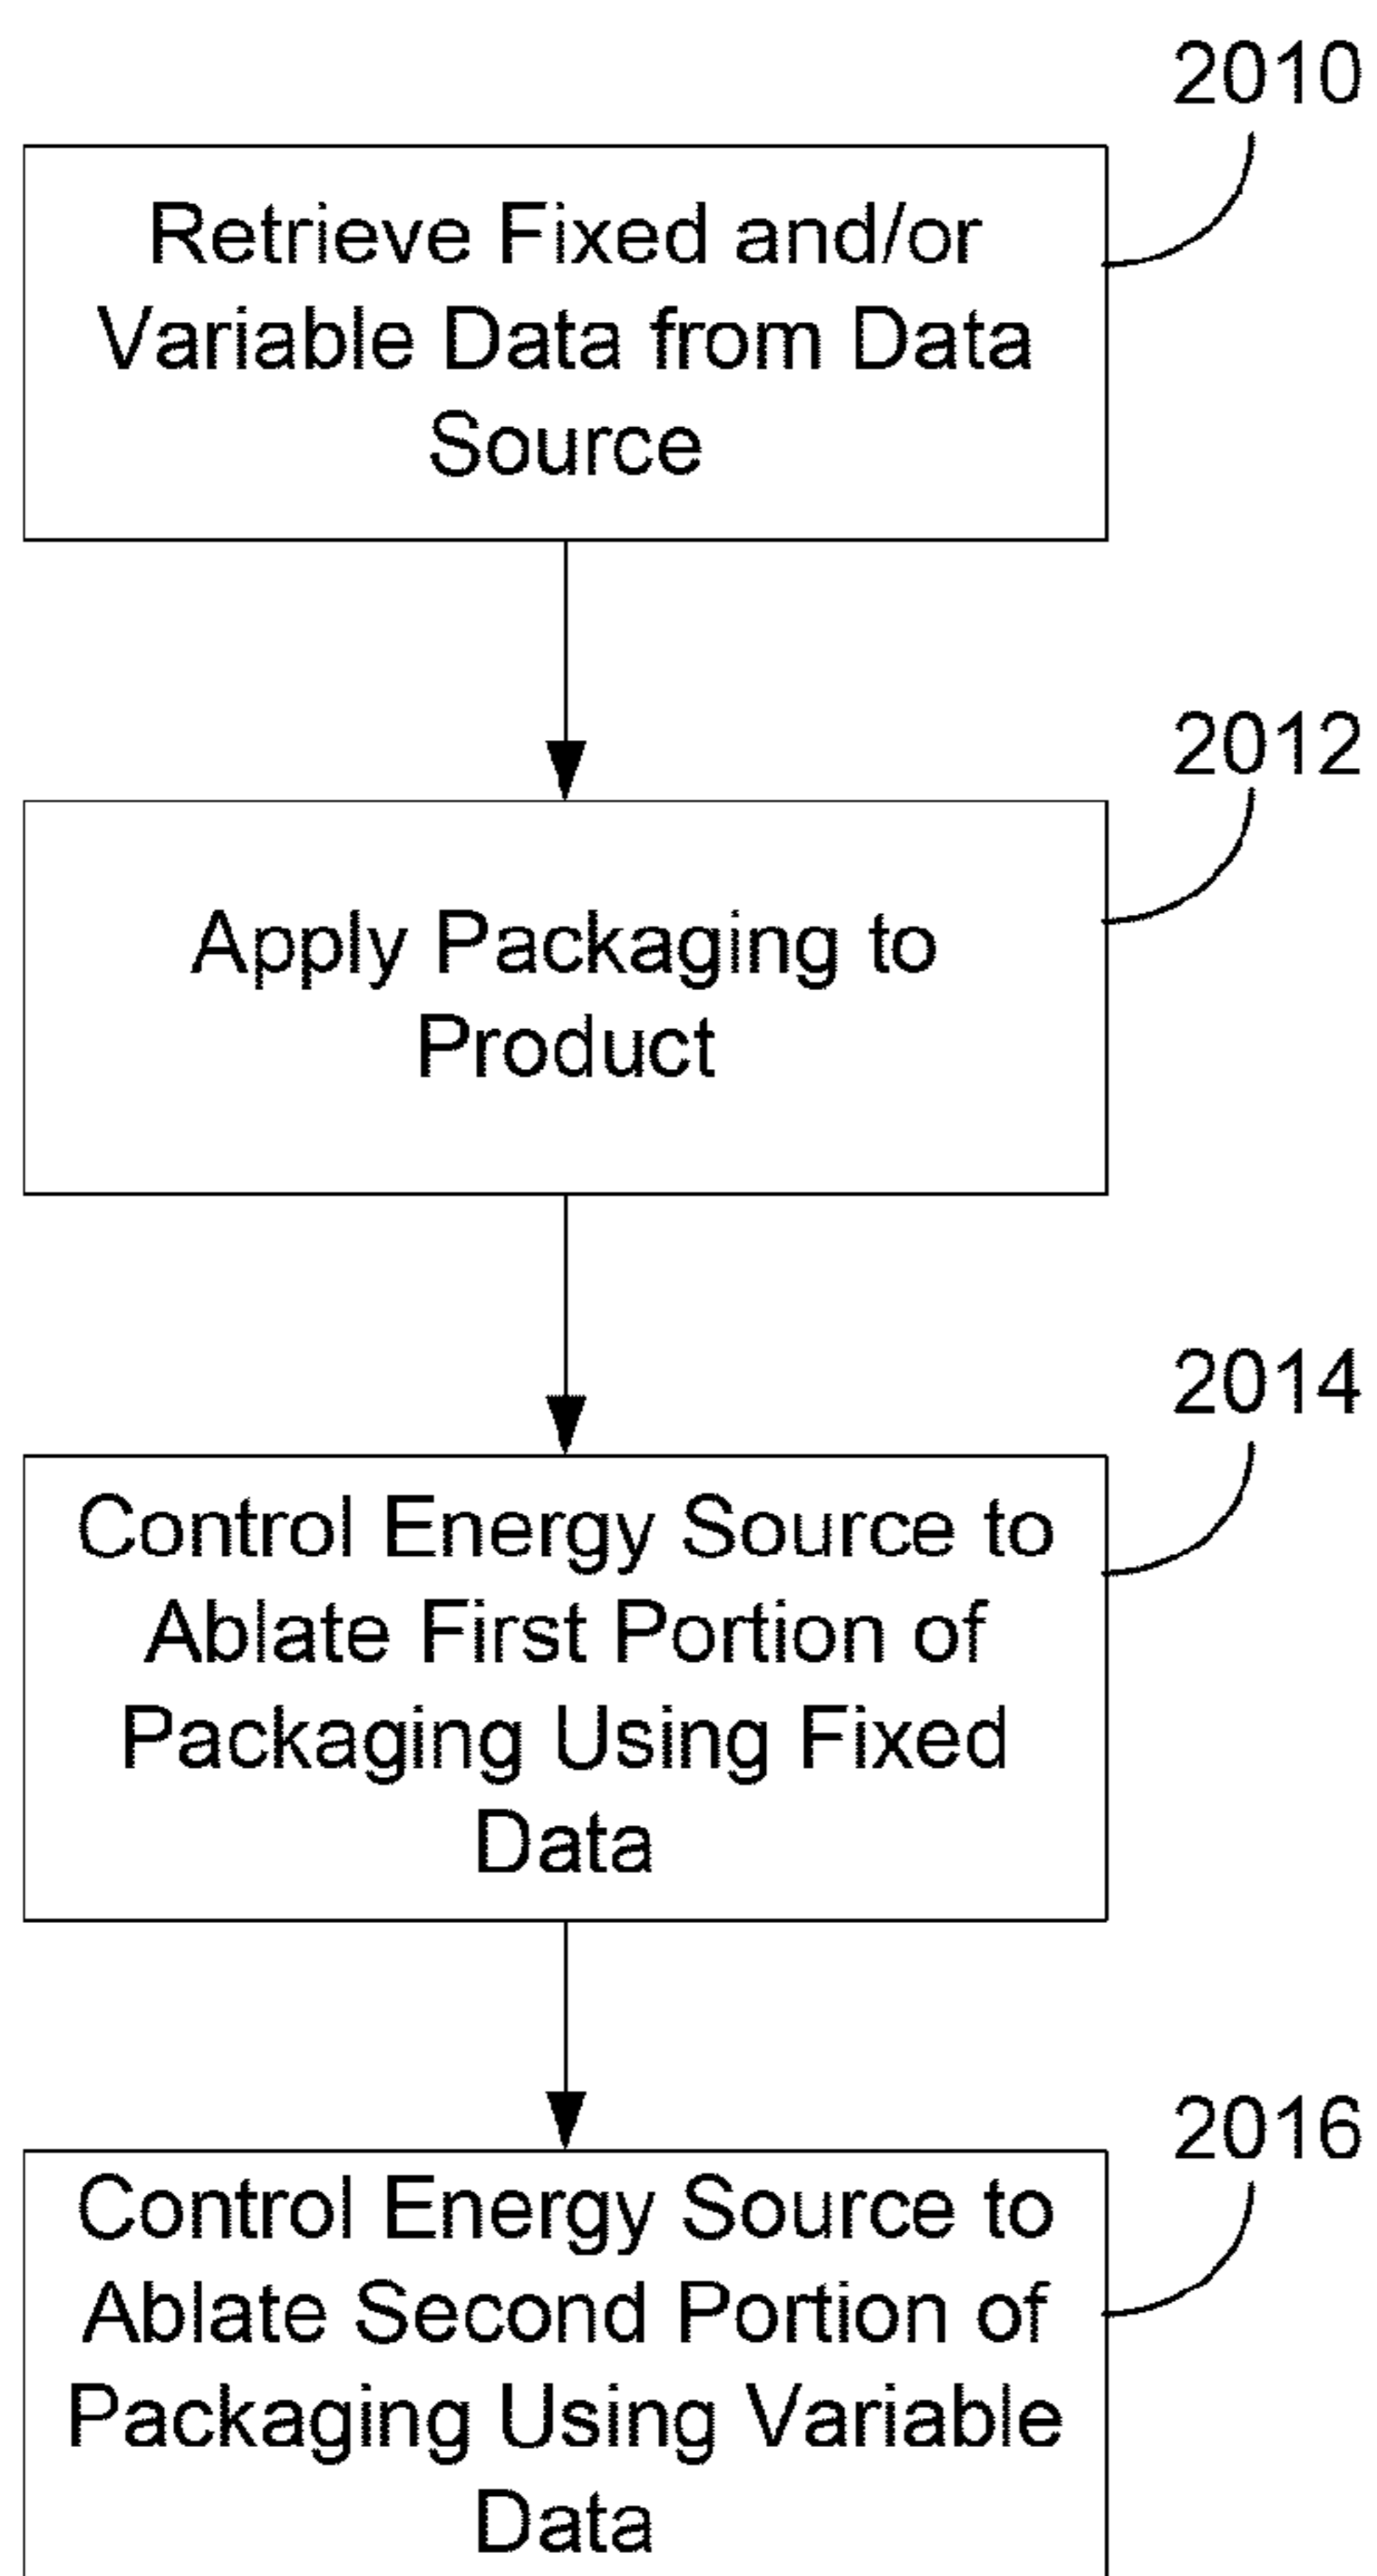 2010
Retrieve Fixed and/or
Variable Data from Data
Source
2012
Apply Packaging to
Product
2014
Control Energy Source to
Ablate First Portion of
Packaging Using Fixed
Data
2016
Control Energy Source to
Ablate Second Portion of
Packaging Using Variable
Data